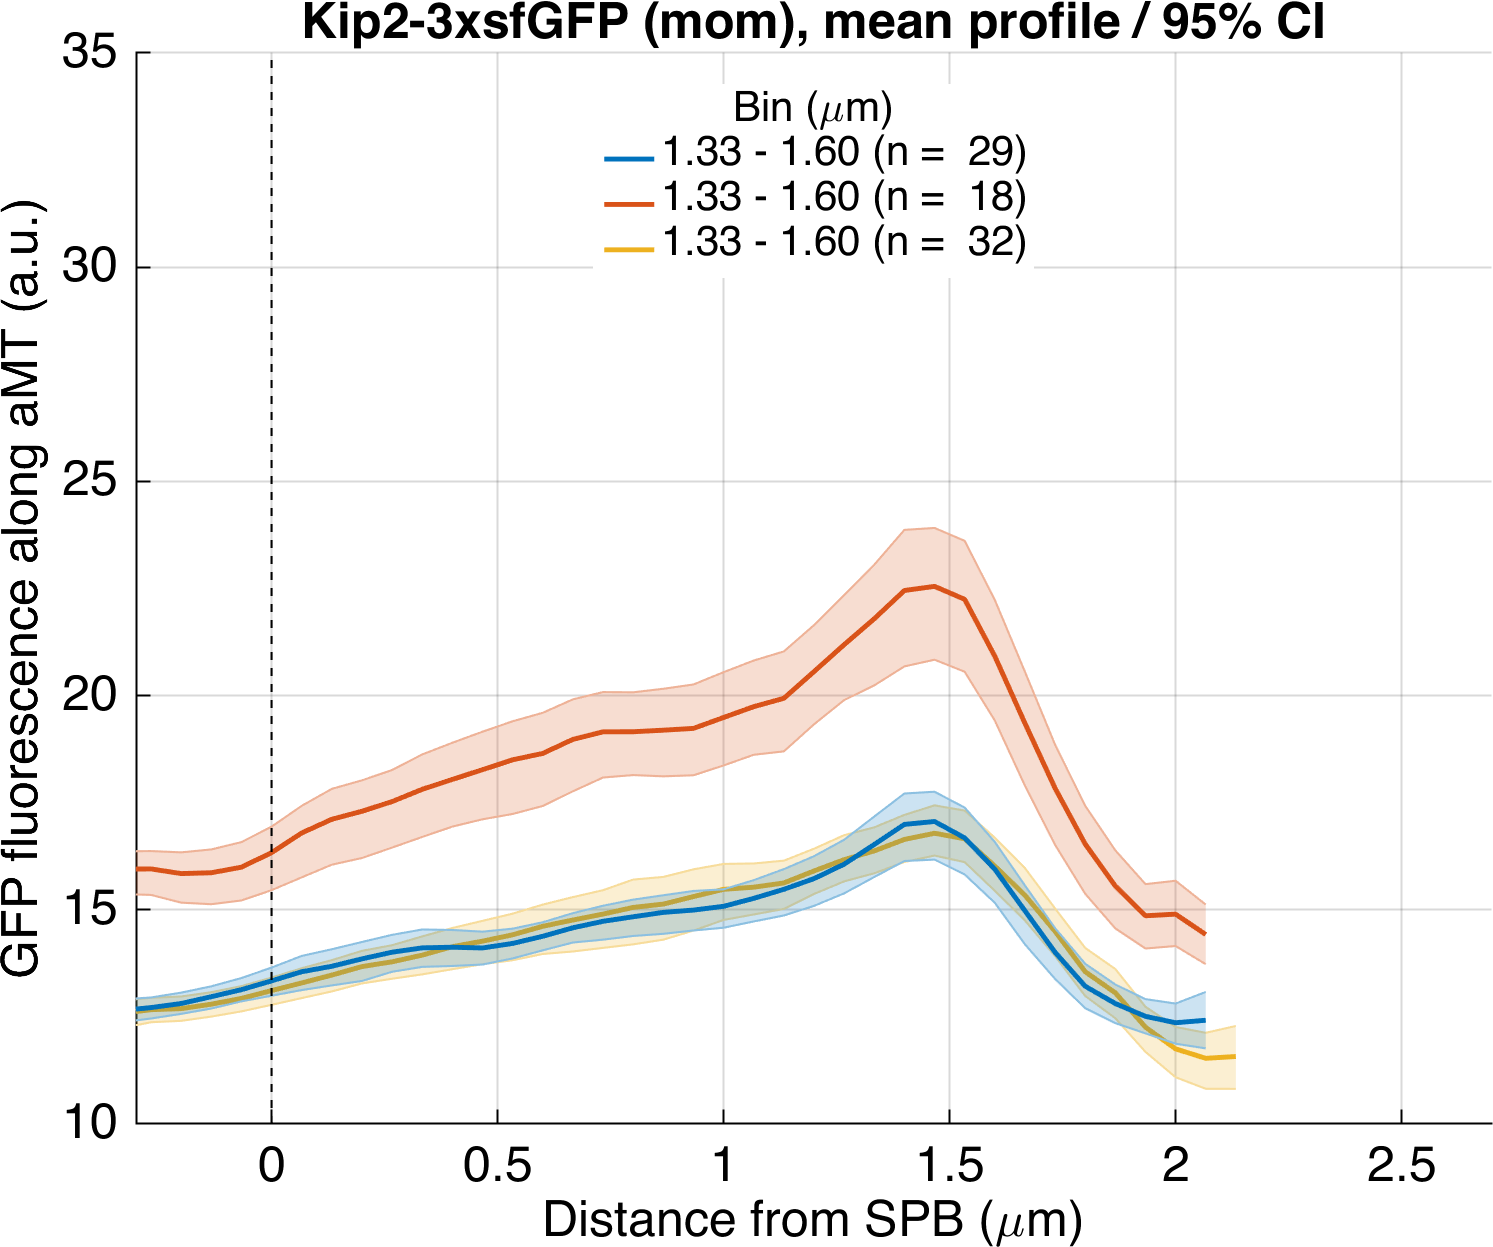 Kip2-3xsfGFP (mom), mean profile / 95% CI
Bin (μm)
1.33 - 1.60 (n = 29)
1.33 - 1.60 (n = 18)
1.33 - 1.60 (n = 32)
GFP fluorescence along aMT (a.u.)
35
30
25
20
15
10
0 0.5 1 1.5 2 2.5
Distance from SPB (μm)